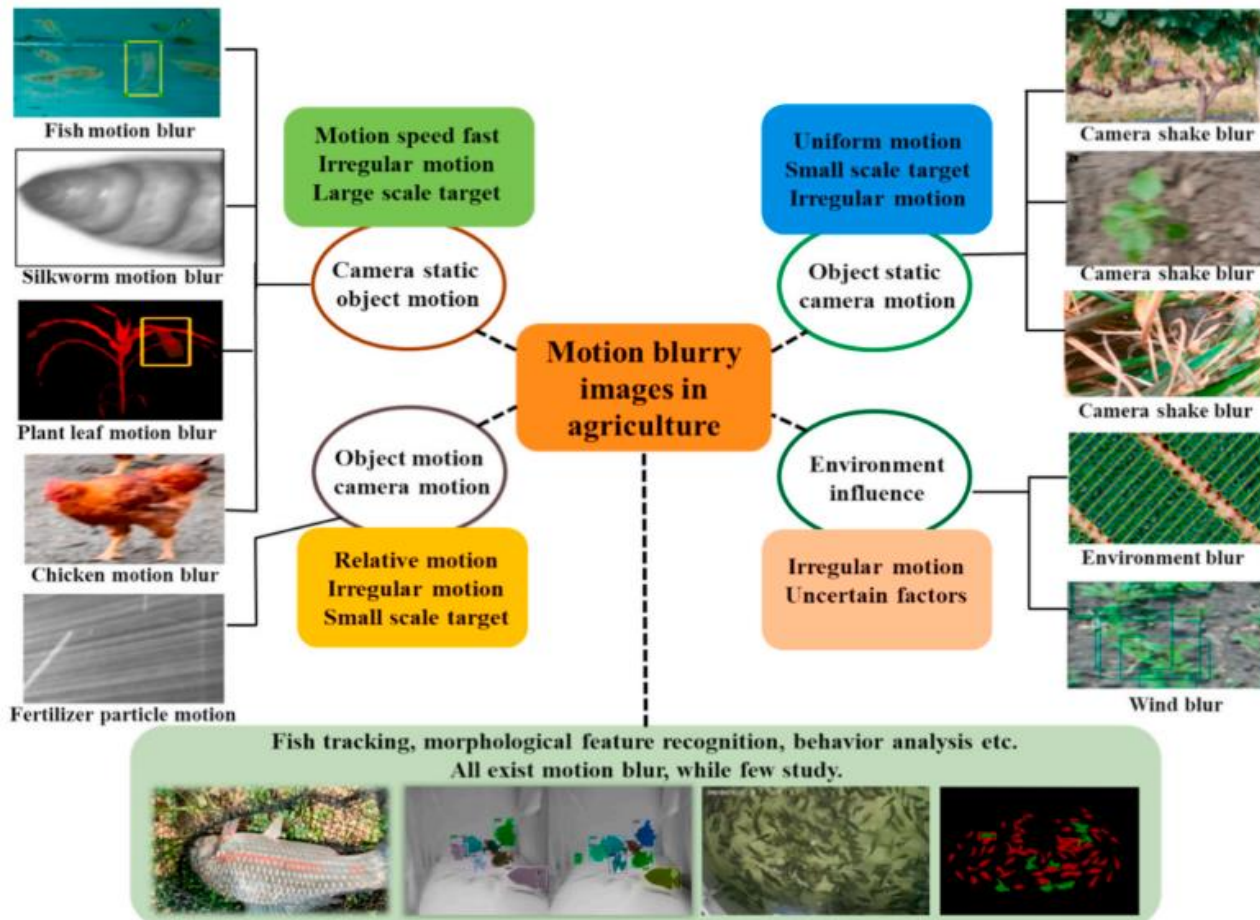 Fish motion blur
Silkworm motion blur
Plant leaf motion blur
Chicken motion blur
Fertilizer particle motion
Motion speed fast
Irregular motion
Large scale target
Camera static
object motion
Object motion
camera motion
Relative motion
Irregular motion
Small scale target
Motion blurry
images in
agriculture
Uniform motion
Small scale target
Irregular motion
Object static
camera motion
Environment
influence
Irregular motion
Uncertain factors
Camera shake blur
Camera shake blur
Camera shake blur
Environment blur
Wind blur
Fish tracking, morphological feature recognition, behavior analysis etc.
All exist motion blur, while few study.